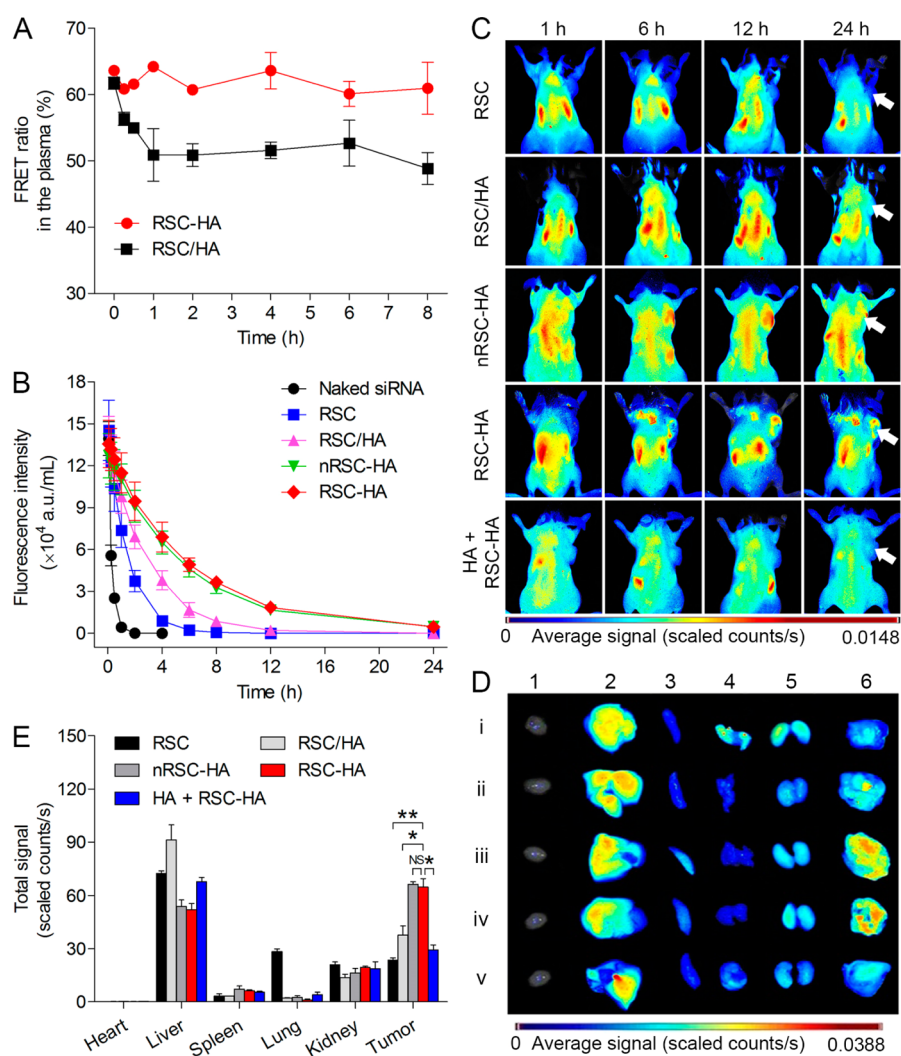 A
FRET ratio
in the plasma (%)
70
60
50
40
30
RSC-HA
RSC/HA
0 1 2 3 4 5 6 7 8
Time (h)
B
Fluorescence intensity
(×10⁴ a.u./mL)
18
15
12
9
6
3
0
Naked siRNA
RSC
RSC/HA
nRSC-HA
RSC-HA
0 4 8 12 16 20 24
Time (h)
C
1 h 6 h 12 h 24 h
RSC
RSC/HA
nRSC-HA
RSC-HA
HA +
RSC-HA
0 Average signal (scaled counts/s) 0.0148
D
1 2 3 4 5 6
i
ii
iii
iv
v
0 Average signal (scaled counts/s) 0.0388
E
Total signal
(scaled counts/s)
150
120
90
60
30
0
RSC RSC/HA
nRSC-HA RSC-HA
HA + RSC-HA
**
*
NS *
Heart Liver Spleen Lung Kidney Tumor